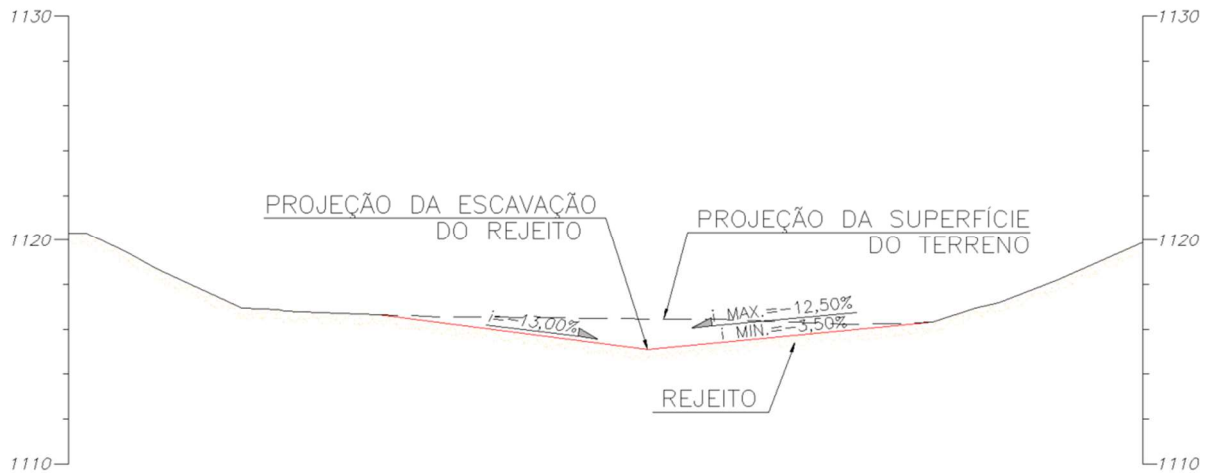 1130
1130
PROJEÇÃO DA ESCAVAÇÃO
DO REJEITO
PROJEÇÃO DA SUPERFÍCIE
DO TERRENO
1120
1120
i=-13,00%
i MAX.=-12,50%
i MIN.=-3,50%
REJEITO
1110
1110